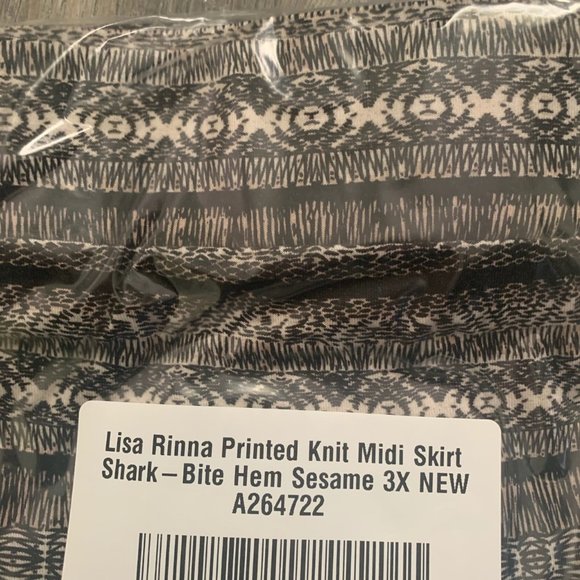 Lisa Rinna Printed Knit Midi Skirt
Shark-Bite Hem Sesame 3X NEW
A264722